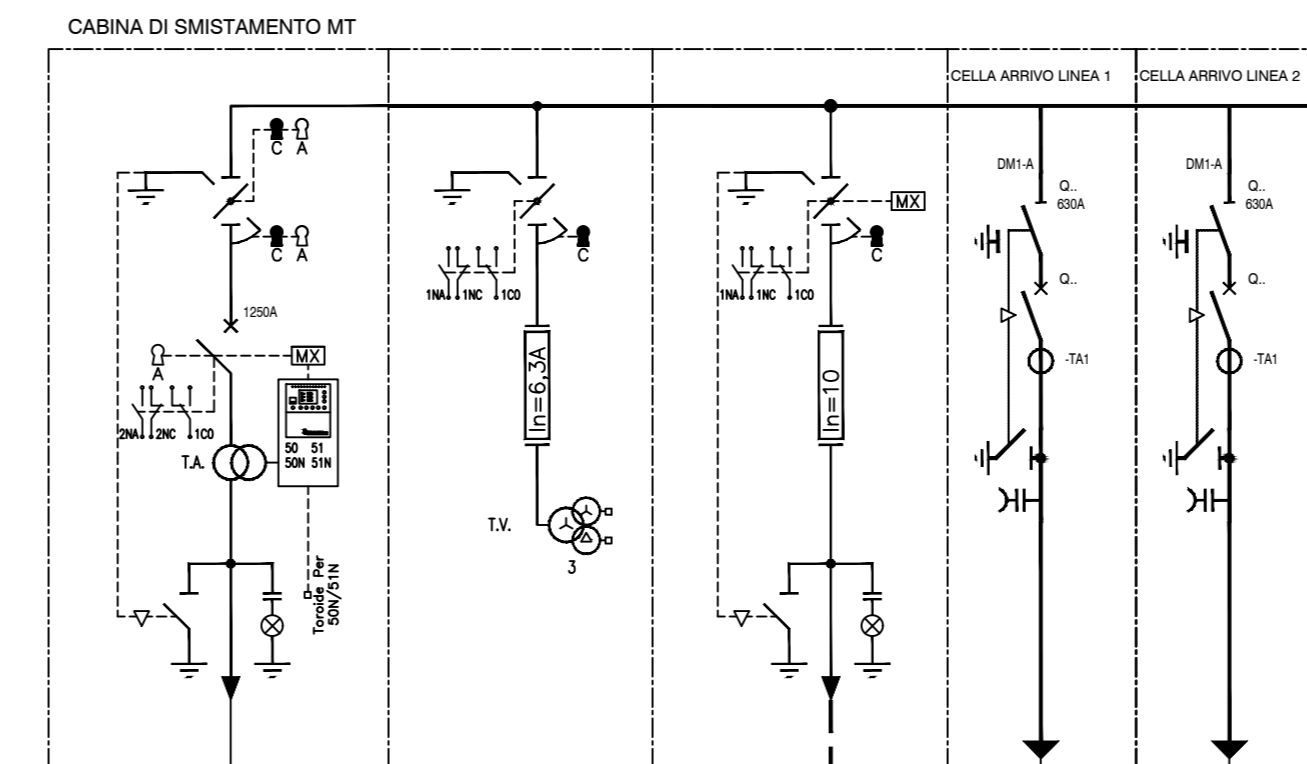 CABINA DI SMISTAMENTO MT
CELLA ARRIVO LINEA 1
CELLA ARRIVO LINEA 2
C A
C A
1250A
A
MX
2NA 2NC 1CO
T.A.
50 51
50N 51N
Toroide Per
50N/51N
C
1NA 1NC 1CO
In=6,3A
T.V.
3
MX
C
1NA 1NC 1CO
In=10
DM1-A
Q..
630A
Q..
-TA1
DM1-A
Q..
630A
Q..
-TA1